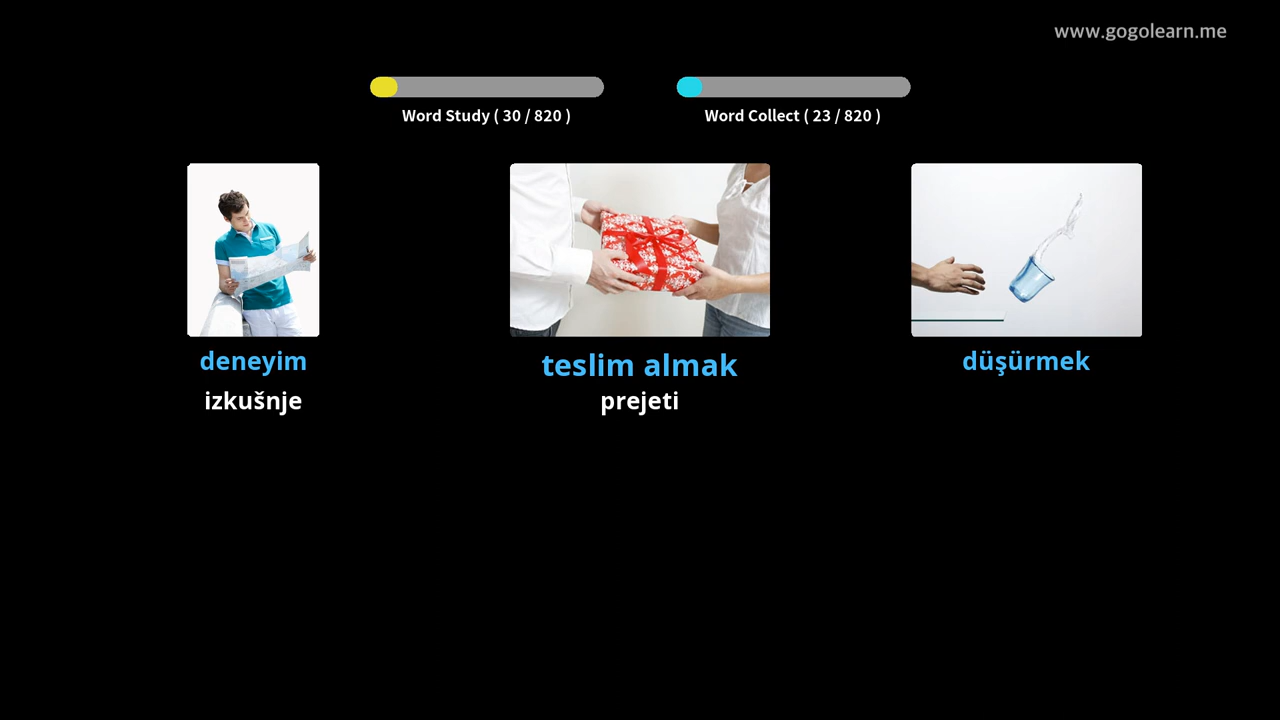 www.gogolearn.me
Word Study ( 30 / 820 )
Word Collect ( 23 / 820 )
deneyim
izkušnje
teslim almak
prejeti
düşürmek